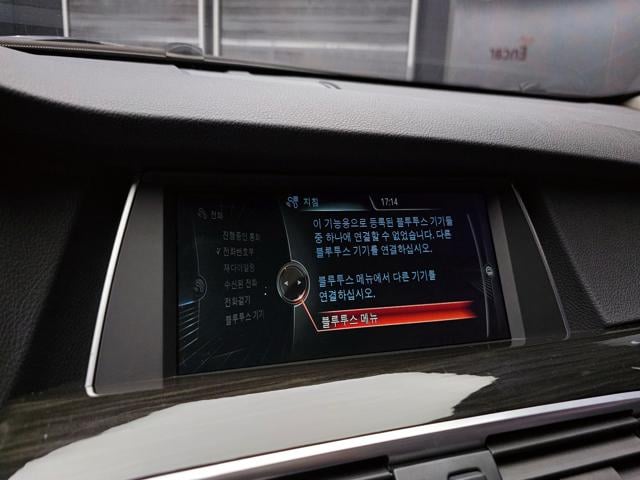 Encar
지침
17:14
전화
진행중인 통화
전화번호부
재다이얼링
수신된 전화
전화걸기
블루투스 기기
이 기능용으로 등록된 블루투스 기기들
중 하나에 연결할 수 없었습니다. 다른
블루투스 기기를 연결하십시오.
블루투스 메뉴에서 다른 기기를
연결하십시오.
블루투스 메뉴